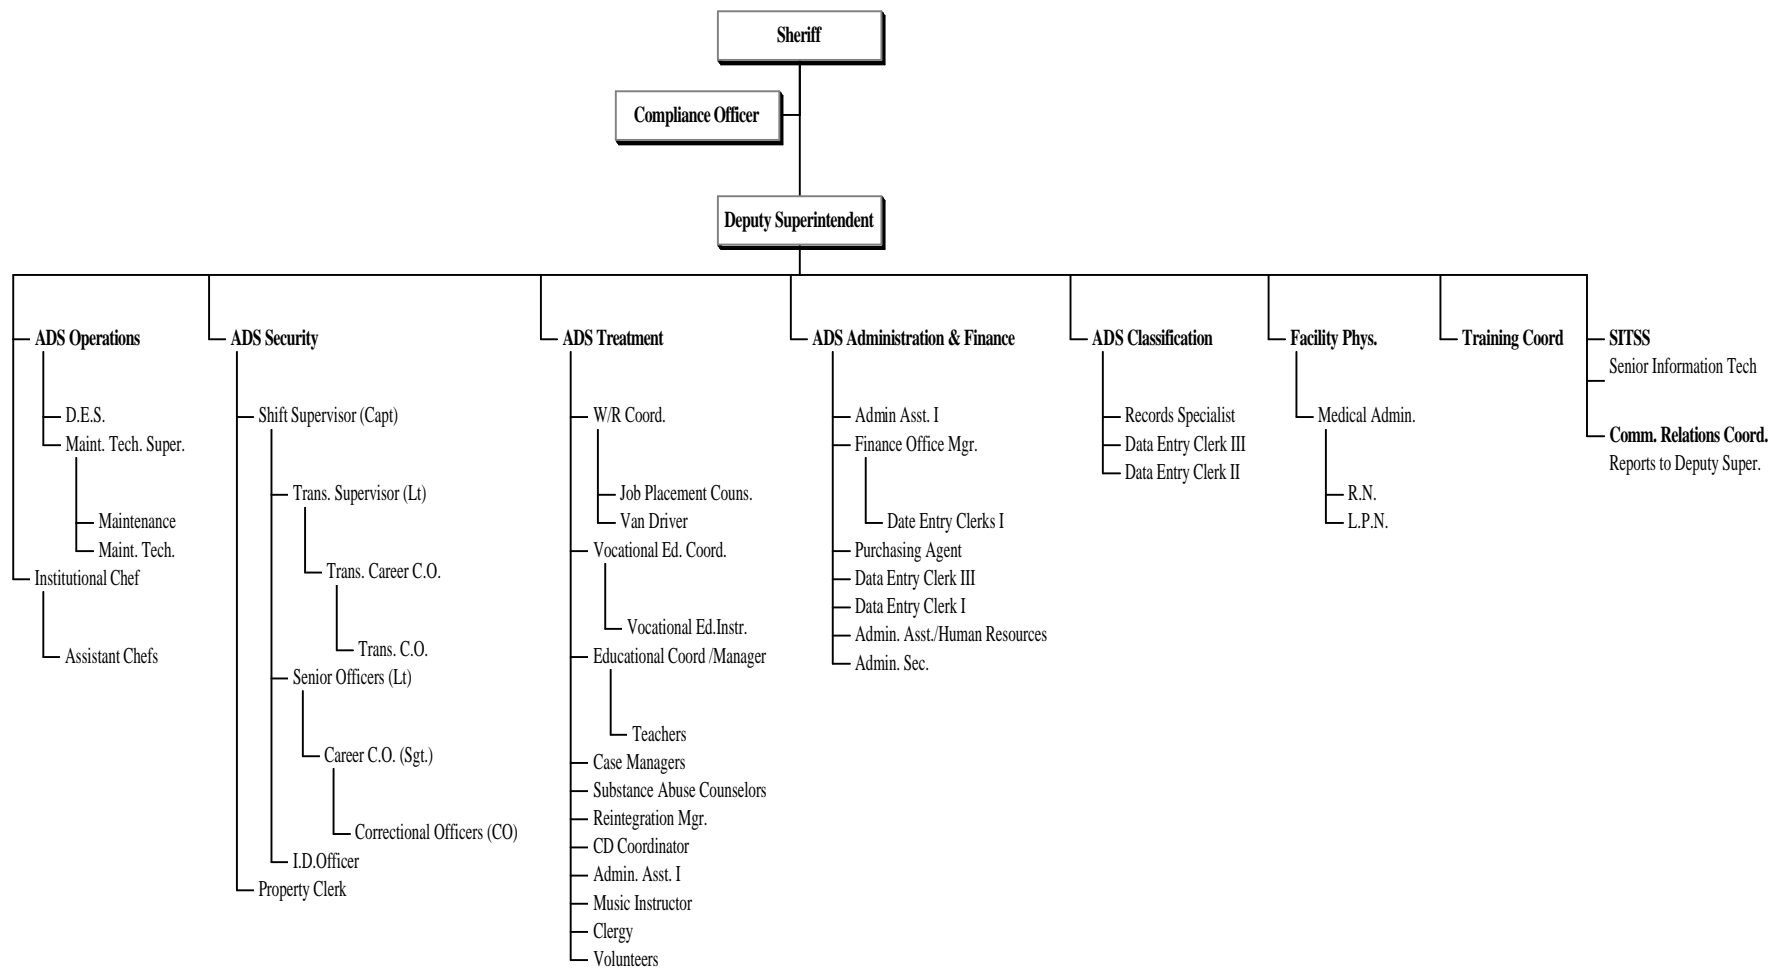 Sheriff
Compliance Officer
Deputy Superintendent
ADS Operations
D.E.S.
Maint. Tech. Super.
Maintenance
Maint. Tech.
Institutional Chef
Assistant Chefs
ADS Security
Shift Supervisor (Capt)
Trans. Supervisor (Lt)
Trans. Career C.O.
Trans. C.O.
Senior Officers (Lt)
Career C.O. (Sgt.)
Correctional Officers (CO)
I.D.Officer
Property Clerk
ADS Treatment
W/R Coord.
Job Placement Couns.
Van Driver
Vocational Ed. Coord.
Vocational Ed.Instr.
Educational Coord /Manager
Teachers
Case Managers
Substance Abuse Counselors
Reintegration Mgr.
CD Coordinator
Admin. Asst. I
Music Instructor
Clergy
Volunteers
ADS Administration & Finance
Admin Asst. I
Finance Office Mgr.
Date Entry Clerks I
Purchasing Agent
Data Entry Clerk III
Data Entry Clerk I
Admin. Asst./Human Resources
Admin. Sec.
ADS Classification
Records Specialist
Data Entry Clerk III
Data Entry Clerk II
Facility Phys.
Medical Admin.
R.N.
L.P.N.
Training Coord
SITSS
Senior Information Tech
Comm. Relations Coord.
Reports to Deputy Super.